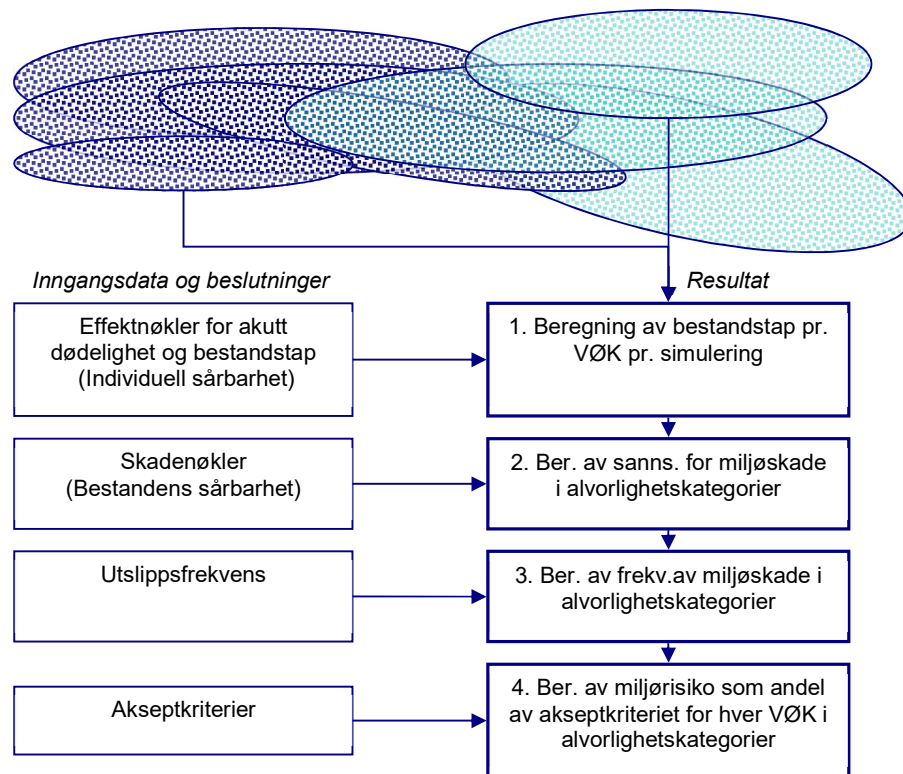 Inngangsdata og beslutninger
Resultat
Effektnøkler for akutt
dødelighet og bestandstap
(Individuell sårbarhet)
1. Beregning av bestandstap pr.
VØK pr. simulering
Skadenøkler
(Bestandens sårbarhet)
2. Ber. av sanns. for miljøskade
i alvorlighetskategorier
Utslippsfrekvens
3. Ber. av frekv.av miljøskade i
alvorlighetskategorier
Akseptkriterier
4. Ber. av miljørisiko som andel
av akseptkriteriet for hver VØK i
alvorlighetskategorier